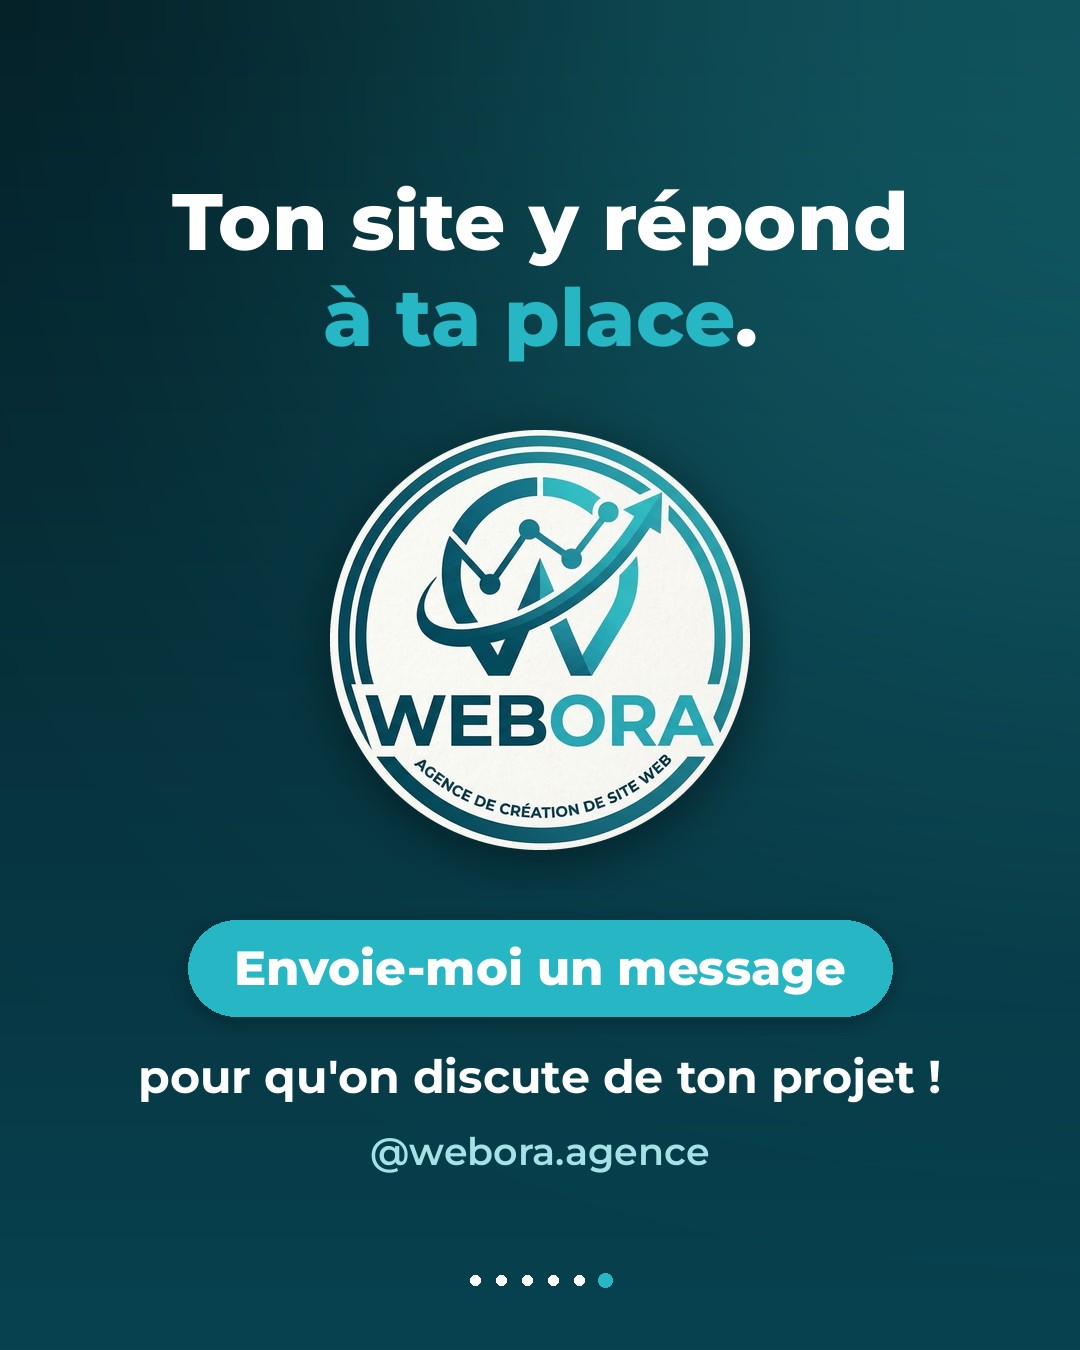 Ton site y répond
à ta place.
WEBORA
AGENCE DE CRÉATION DE SITE WEB
Envoie-moi un message
pour qu'on discute de ton projet !
@webora.agence